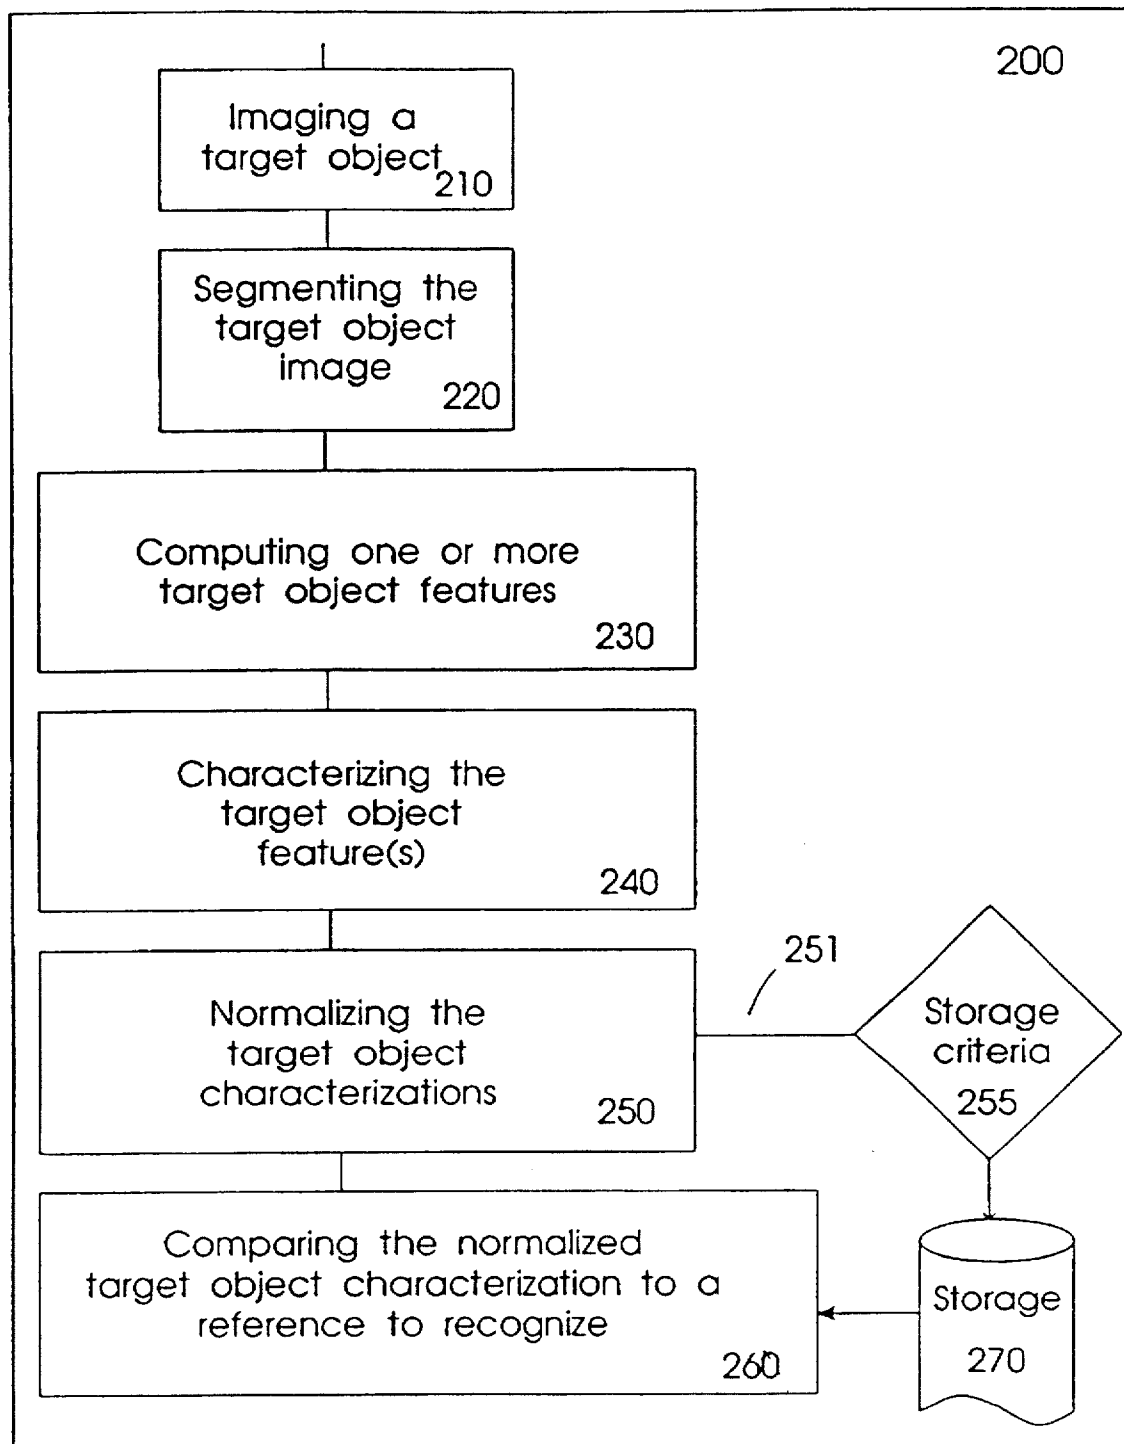 200
Imaging a
target object
210
Segmenting the
target object
image
220
Computing one or more
target object features
230
Characterizing the
target object
feature(s)
240
251
Normalizing the
target object
characterizations
250
Storage
criteria
255
Comparing the normalized
target object characterization to a
reference to recognize
260
Storage
270